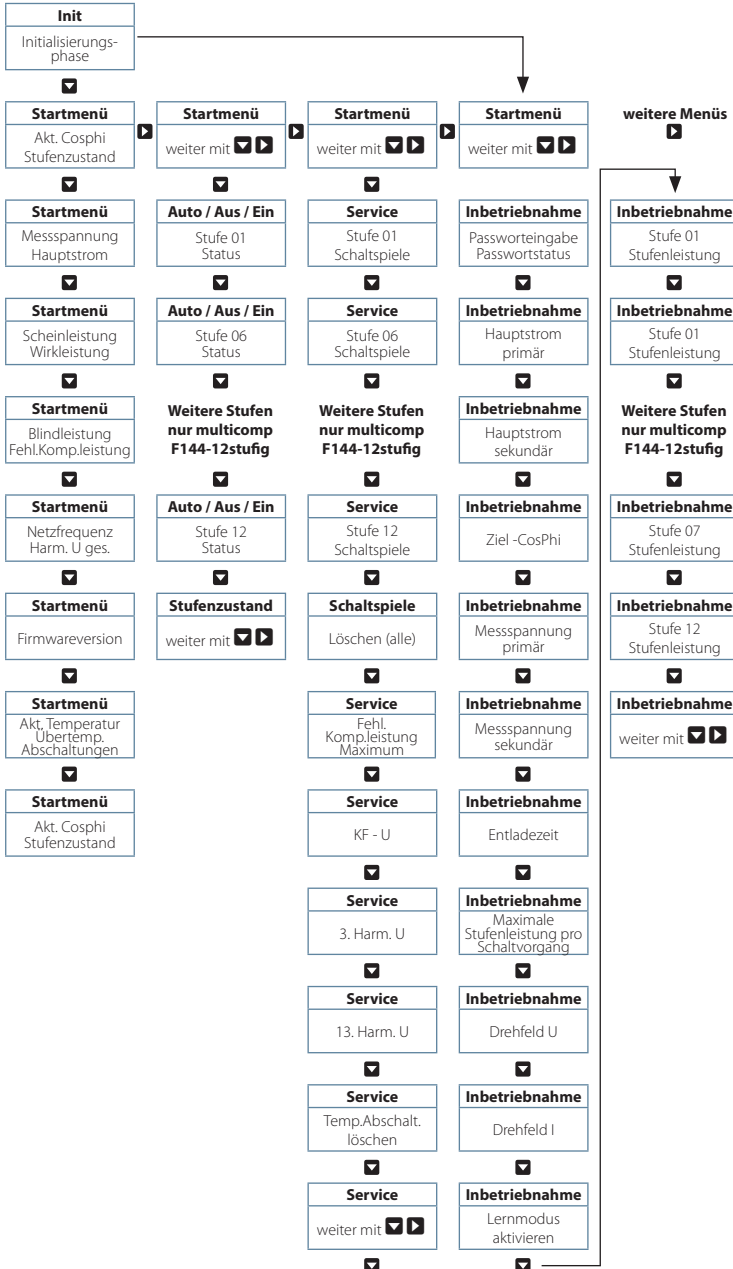 Init
Initialisierungs-
phase
Startmenü
Akt. Cosphi
Stufenzustand
Startmenü
Messspannung
Hauptstrom
Startmenü
Scheinleistung
Wirkleistung
Startmenü
Blindleistung
Fehl.Komp.leistung
Startmenü
Netzfrequenz
Harm. U ges.
Startmenü
Firmwareversion
Startmenü
Akt. Temperatur
Übertemp.
Abschaltungen
Startmenü
Akt. Cosphi
Stufenzustand
Startmenü
weiter mit
Auto / Aus / Ein
Stufe 01
Status
Auto / Aus / Ein
Stufe 06
Status
Weitere Stufen
nur multicomp
F144-12stufig
Auto / Aus / Ein
Stufe 12
Status
Stufenzustand
weiter mit
Startmenü
weiter mit
Service
Stufe 01
Schaltspiele
Service
Stufe 06
Schaltspiele
Weitere Stufen
nur multicomp
F144-12stufig
Service
Stufe 12
Schaltspiele
Schaltspiele
Löschen (alle)
Service
Fehl.
Komp.leistung
Maximum
Service
KF - U
Service
3. Harm. U
Service
13. Harm. U
Service
Temp.Abschalt.
löschen
Service
weiter mit
Startmenü
weiter mit
Inbetriebnahme
Passworteingabe
Passwortstatus
Inbetriebnahme
Hauptstrom
primär
Inbetriebnahme
Hauptstrom
sekundär
Inbetriebnahme
Ziel -CosPhi
Inbetriebnahme
Messspannung
primär
Inbetriebnahme
Messspannung
sekundär
Inbetriebnahme
Entladezeit
Inbetriebnahme
Maximale
Stufenleistung pro
Schaltvorgang
Inbetriebnahme
Drehfeld U
Inbetriebnahme
Drehfeld I
Inbetriebnahme
Lernmodus
aktivieren
weitere Menüs
Inbetriebnahme
Stufe 01
Stufenleistung
Inbetriebnahme
Stufe 01
Stufenleistung
Weitere Stufen
nur multicomp
F144-12stufig
Inbetriebnahme
Stufe 07
Stufenleistung
Inbetriebnahme
Stufe 12
Stufenleistung
Inbetriebnahme
weiter mit